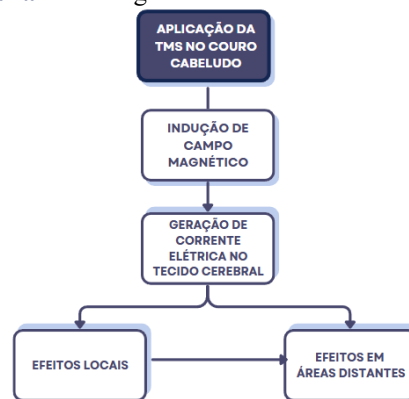 APLICAÇÃO DA
TMS NO COURO
CABELUDO
INDUÇÃO DE
CAMPO
MAGNÉTICO
GERAÇÃO DE
CORRENTE
ELÉTRICA NO
TECIDO CEREBRAL
EFEITOS LOCAIS
EFEITOS EM
ÁREAS DISTANTES